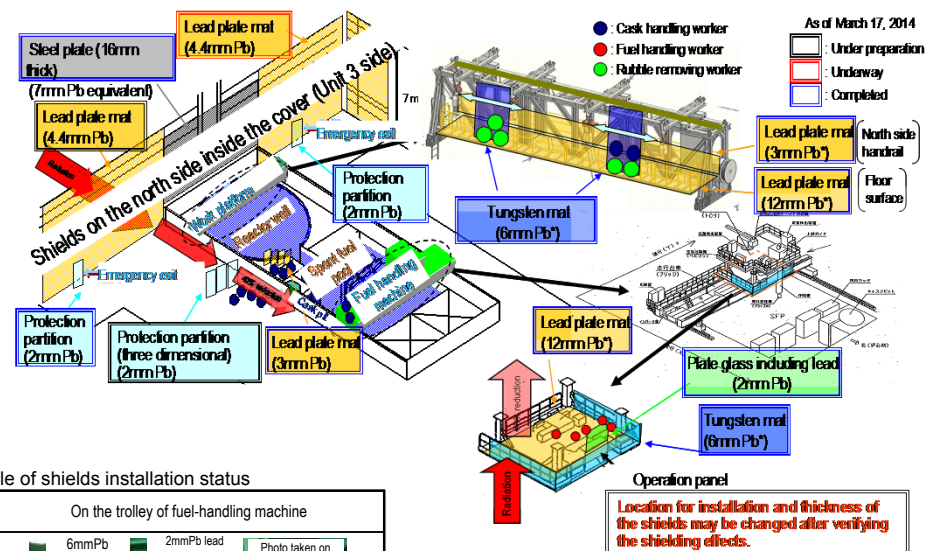 As of March 17, 2014
: Under preparation
: Underway
: Completed
: Cask handling worker
: Fuel handling worker
: Rubble removing worker
Lead plate mat
(4.4mm Pb)
Steel plate (16mm
thick)
(7mm Pb equivalent)
Lead plate mat
(4.4mm Pb)
7m
Radiation
Shields on the north side inside the cover (Unit 3 side)
Emergency exit
Protection
partition
(2mm Pb)
Work platform
Reactor well
Spent fuel
pool
Fuel handling
machine
Cask pit
Emergency exit
Protection
partition
(2mm Pb)
Protection partition
(three dimensional)
(2mm Pb)
Lead plate mat
(3mm Pb)
Lead plate mat
(3mm Pb*)
North side
handrail
Lead plate mat
(12mm Pb*)
Floor
surface
Tungsten mat
(6mm Pb*)
SFP
Lead plate mat
(12mm Pb*)
Plate glass including lead
(2mm Pb)
Tungsten mat
(6mm Pb*)
reduction
Radiation
Operation panel
Location for installation and thickness of
the shields may be changed after verifying
the shielding effects.
le of shields installation status
On the trolley of fuel-handling machine
6mmPb
2mmPb lead
Photo taken on